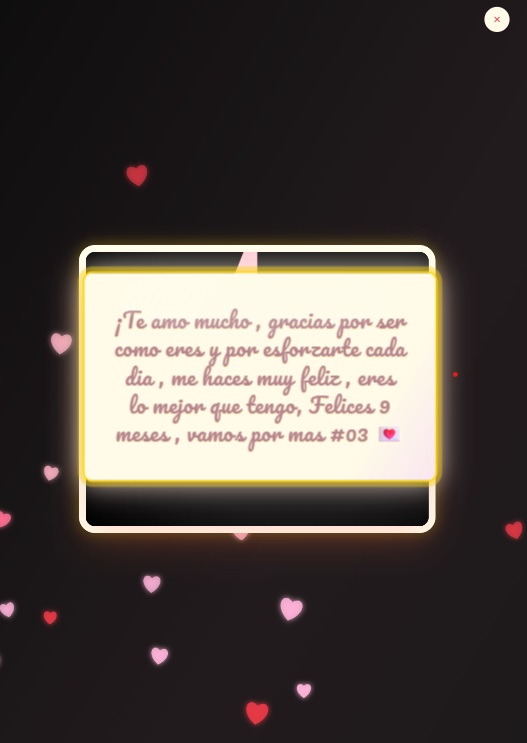 ¡Te amo mucho , gracias por ser
como eres y por esforzarte cada
dia , me haces muy feliz , eres
lo mejor que tengo, Felices 9
meses , vamos por mas #03 💌